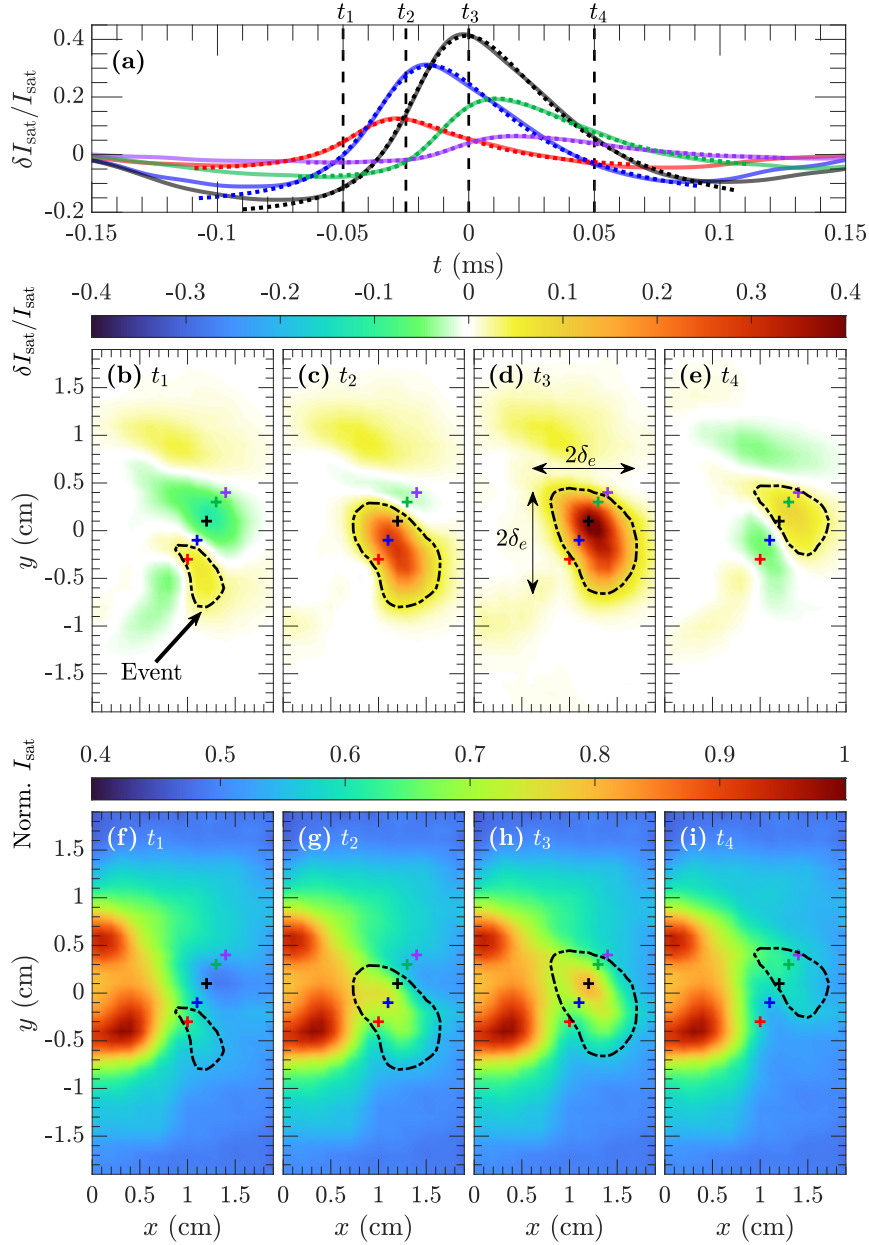 t₁ t₂ t₃ t₄
(a)
0.4
0.2
0
-0.2
δIsat/Isat
-0.15 -0.1 -0.05 0 0.05 0.1 0.15
t (ms)
-0.4 -0.3 -0.2 -0.1 0 0.1 0.2 0.3 0.4
δIsat/Isat
(b) t₁ (c) t₂ (d) t₃ (e) t₄
1.5
1
0.5
0
-0.5
-1
-1.5
y (cm)
2δₑ
2δₑ
Event
0.4 0.5 0.6 0.7 0.8 0.9 1
Norm. Isat
(f) t₁ (g) t₂ (h) t₃ (i) t₄
1.5
1
0.5
0
-0.5
-1
-1.5
y (cm)
0 0.5 1 1.5 0 0.5 1 1.5 0 0.5 1 1.5 0 0.5 1 1.5
x (cm) x (cm) x (cm) x (cm)